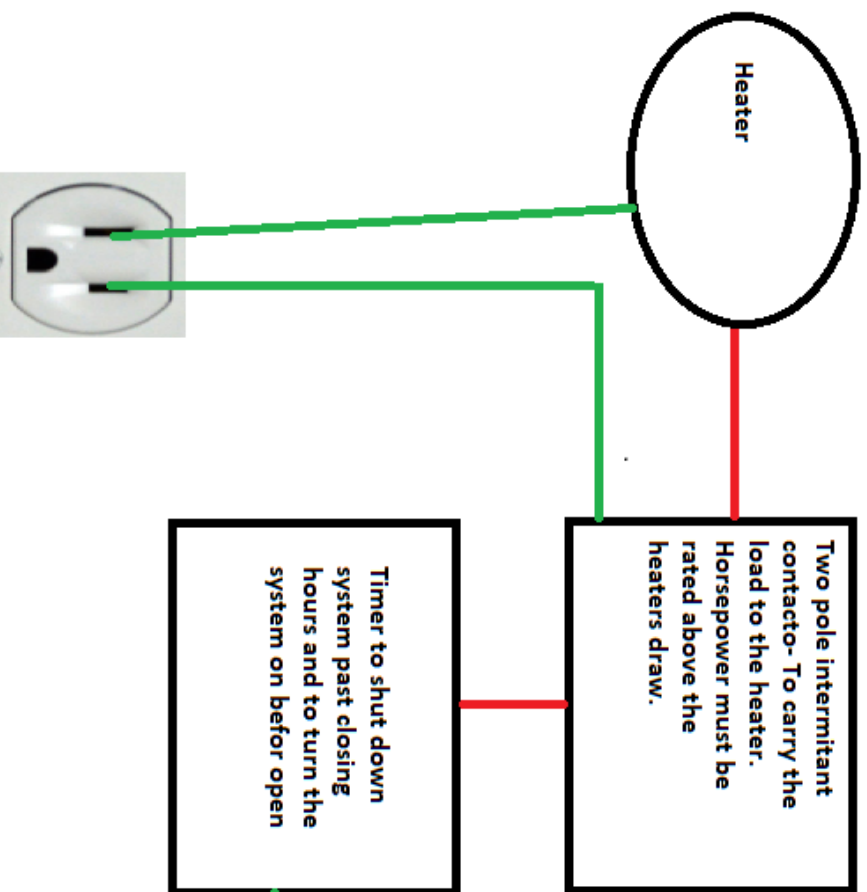 Heater
Two pole intermitant
contacto- To carry the
load to the heater.
Horsepower must be
rated above the
heaters draw.
Timer to shut down
system past closing
hours and to turn the
system on befor open